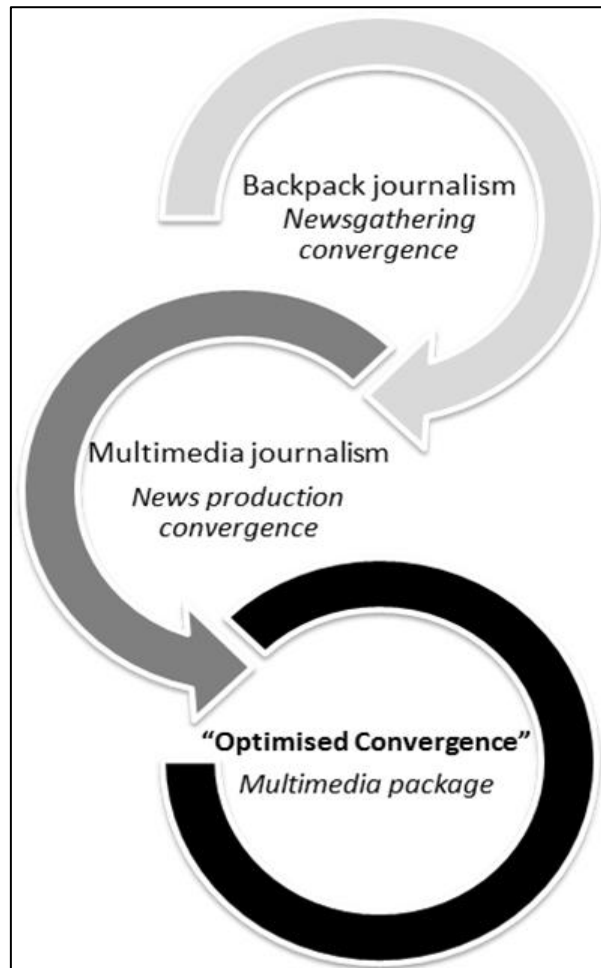 Backpack journalism
Newsgathering
convergence
Multimedia journalism
News production
convergence
“Optimised Convergence”
Multimedia package